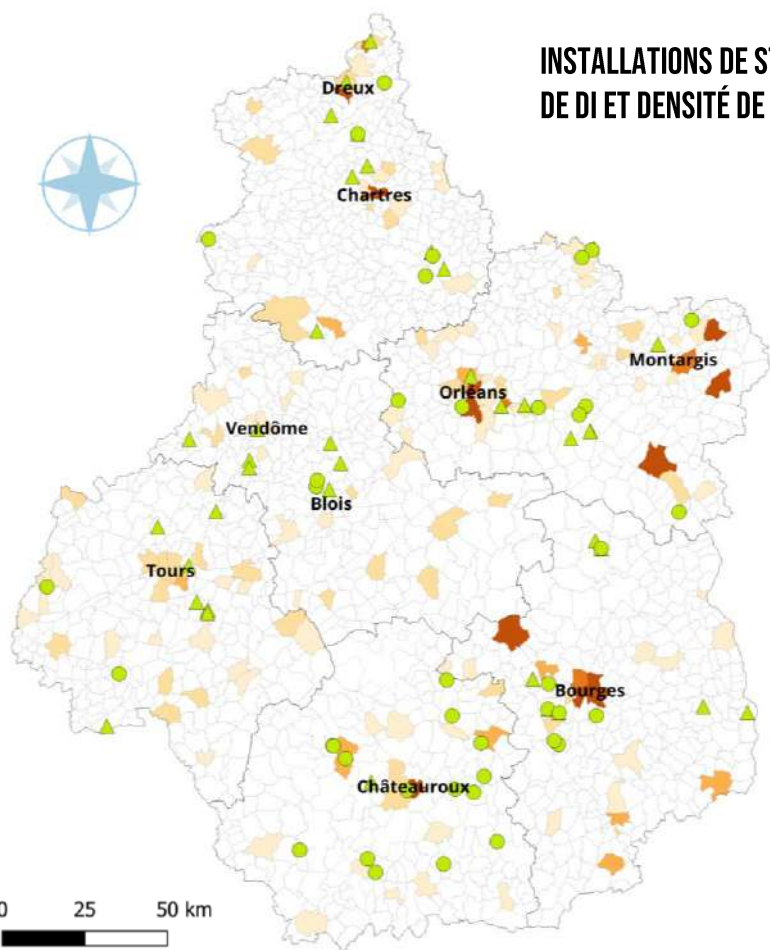 INSTALLATIONS DE
DE DI ET DENSITÉ DE
Dreux
Chartres
Montargis
Orléans
Vendôme
Blois
Tours
Bourges
Châteauroux
0 25 50 km